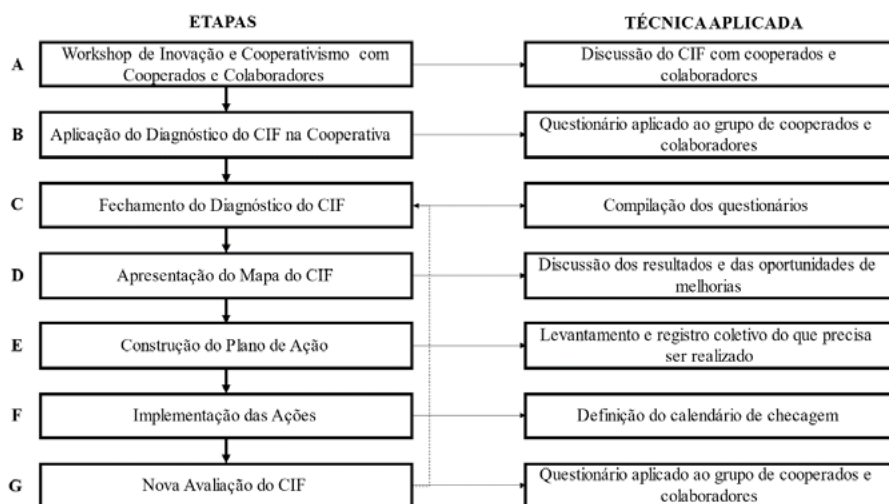 ETAPAS
TÉCNICA APLICADA
A
Workshop de Inovação e Cooperativismo com
Cooperados e Colaboradores
Discussão do CIF com cooperados e
colaboradores
B
Aplicação do Diagnóstico do CIF na Cooperativa
Questionário aplicado ao grupo de cooperados e
colaboradores
C
Fechamento do Diagnóstico do CIF
Compilação dos questionários
D
Apresentação do Mapa do CIF
Discussão dos resultados e das oportunidades de
melhorias
E
Construção do Plano de Ação
Levantamento e registro coletivo do que precisa
ser realizado
F
Implementação das Ações
Definição do calendário de checagem
G
Nova Avaliação do CIF
Questionário aplicado ao grupo de cooperados e
colaboradores